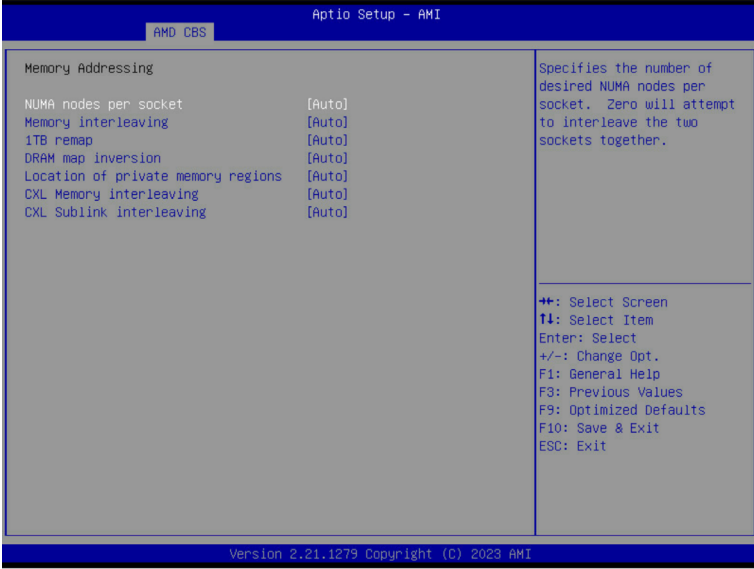 Aptio Setup – AMI
AMD CBS
Memory Addressing
NUMA nodes per socket [Auto]
Memory interleaving [Auto]
1TB remap [Auto]
DRAM map inversion [Auto]
Location of private memory regions [Auto]
CXL Memory interleaving [Auto]
CXL Sublink interleaving [Auto]
Specifies the number of
desired NUMA nodes per
socket. Zero will attempt
to interleave the two
sockets together.
→←: Select Screen
↑↓: Select Item
Enter: Select
+/-: Change Opt.
F1: General Help
F3: Previous Values
F9: Optimized Defaults
F10: Save & Exit
ESC: Exit
Version 2.21.1279 Copyright (C) 2023 AMI